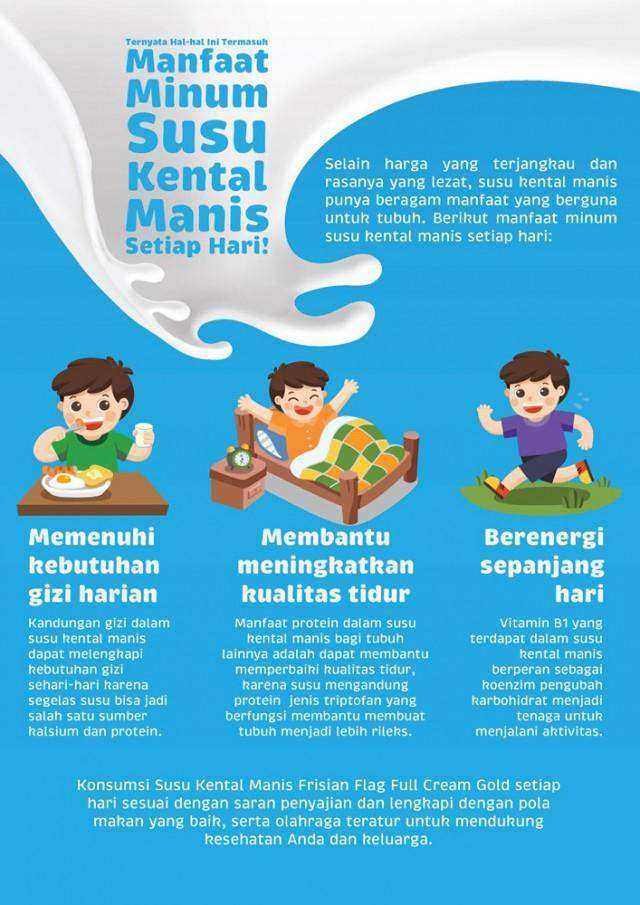 Ternyata Hal-hal Ini Termasuk
Manfaat
Minum
Susu
Kental
Manis
Setiap Hari!
Selain harga yang terjangkau dan
rasanya yang lezat, susu kental manis
punya beragam manfaat yang berguna
untuk tubuh. Berikut manfaat minum
susu kental manis setiap hari:
Memenuhi
kebutuhan
gizi harian
Kandungan gizi dalam
susu kental manis
dapat melengkapi
kebutuhan gizi
sehari-hari karena
segelas susu bisa jadi
salah satu sumber
kalsium dan protein.
Membantu
meningkatkan
kualitas tidur
Manfaat protein dalam susu
kental manis bagi tubuh
lainnya adalah dapat membantu
memperbaiki kualitas tidur,
karena susu mengandung
protein jenis triptofan yang
berfungsi membantu membuat
tubuh menjadi lebih rileks.
Berenergi
sepanjang
hari
Vitamin B1 yang
terdapat dalam susu
kental manis
berperan sebagai
koenzim pengubah
karbohidrat menjadi
tenaga untuk
menjalani aktivitas.
Konsumsi Susu Kental Manis Frisian Flag Full Cream Gold setiap
hari sesuai dengan saran penyajian dan lengkapi dengan pola
makan yang baik, serta olahraga teratur untuk mendukung
kesehatan Anda dan keluarga.